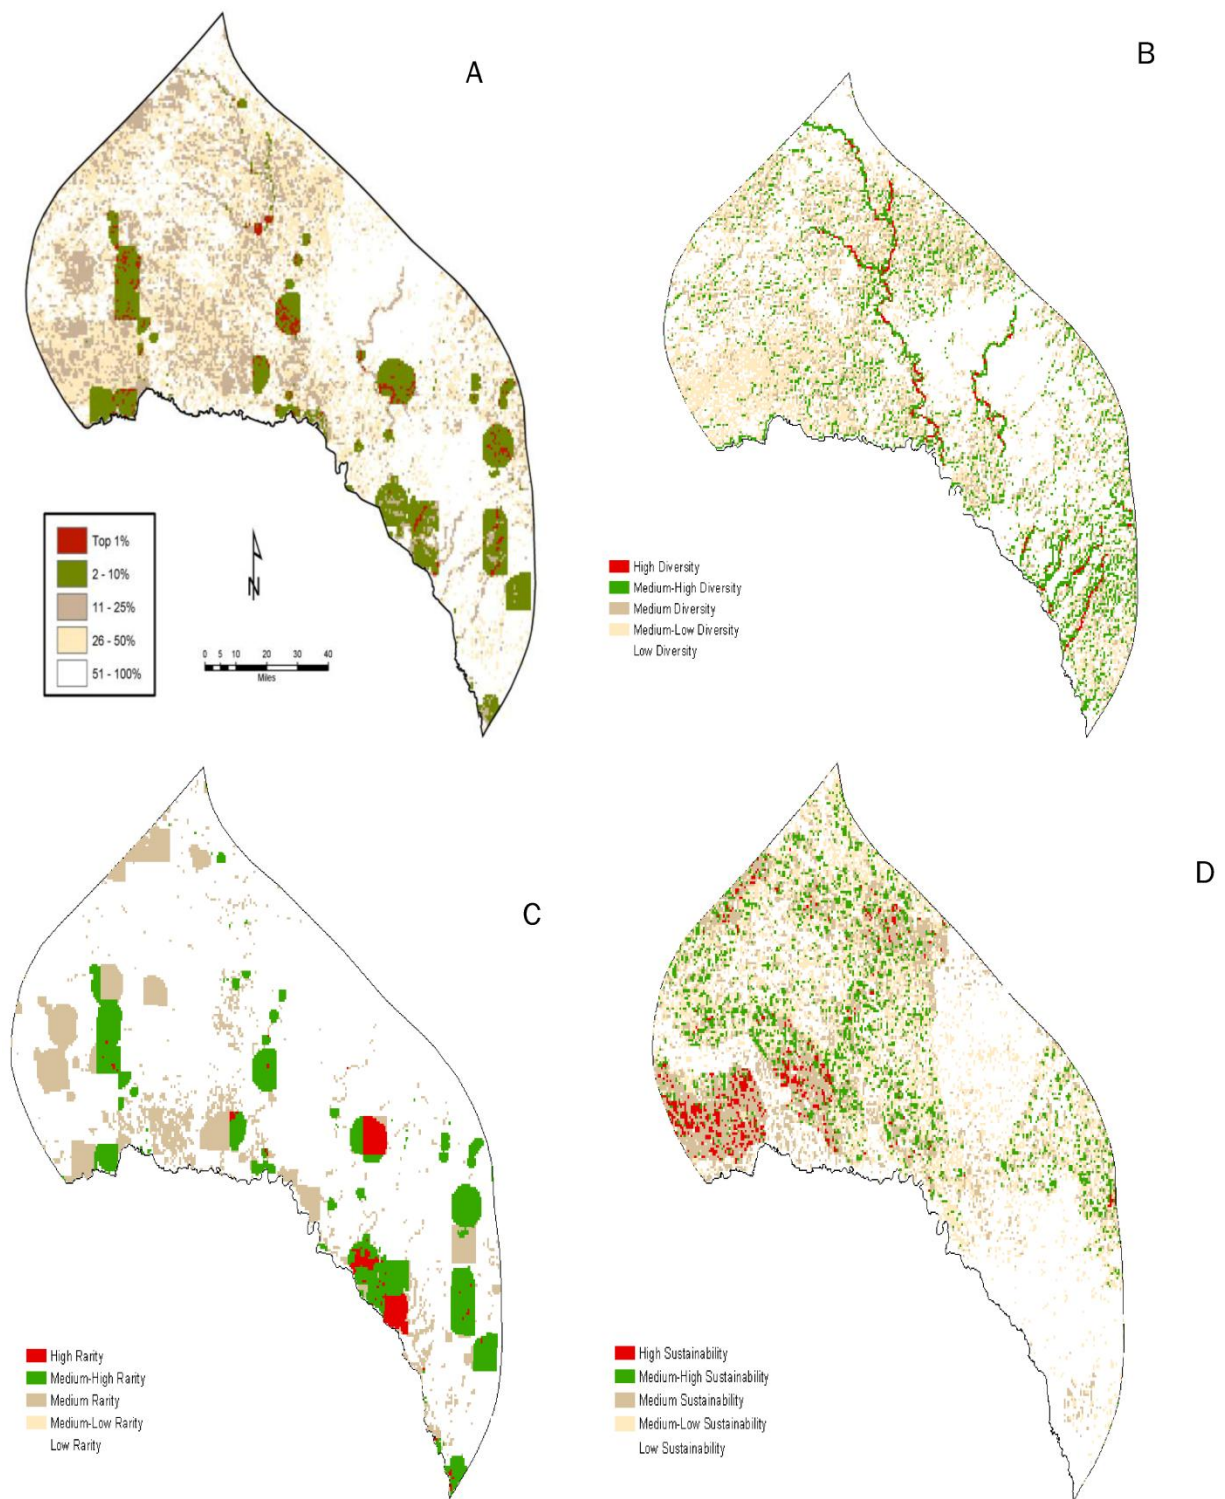 A
B
Top 1%
2 - 10%
11 - 25%
26 - 50%
51 - 100%
N
0 5 10 20 30 40
Miles
High Diversity
Medium-High Diversity
Medium Diversity
Medium-Low Diversity
Low Diversity
C
D
High Rarity
Medium-High Rarity
Medium Rarity
Medium-Low Rarity
Low Rarity
High Sustainability
Medium-High Sustainability
Medium Sustainability
Medium-Low Sustainability
Low Sustainability